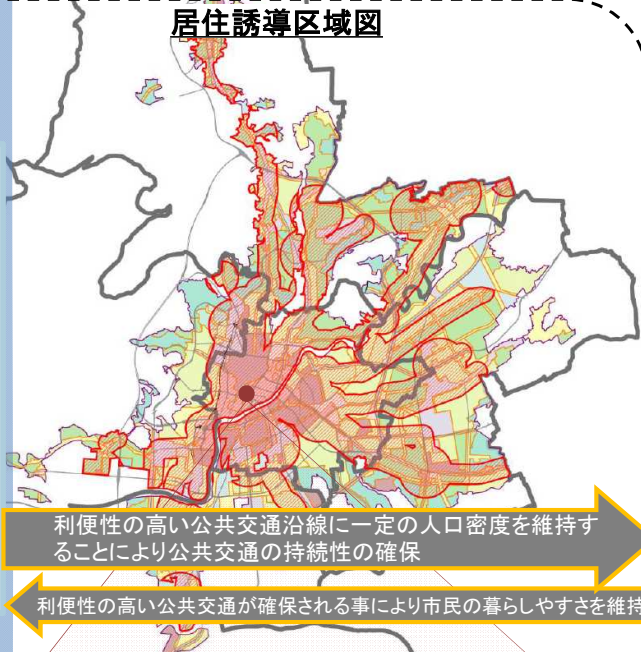 居住誘導区域図
利便性の高い公共交通沿線に一定の人口密度を維持す
ることにより公共交通の持続性の確保
利便性の高い公共交通が確保される事により市民の暮らしやすさを維持